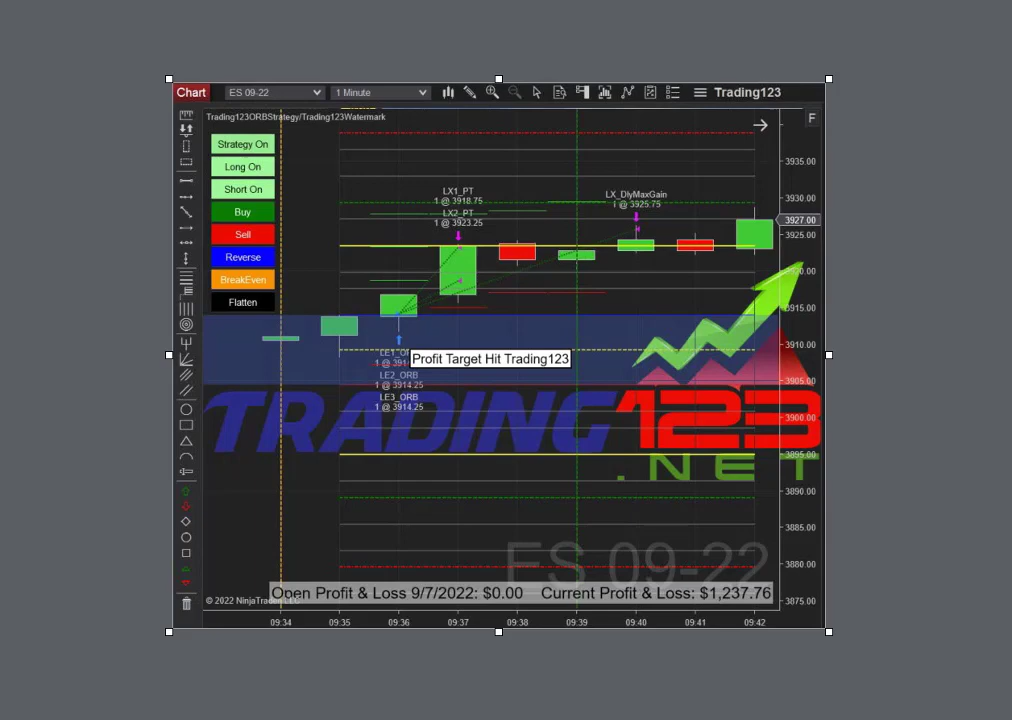 Chart ES 09-22 1 Minute Trading123
Trading123ORBStrategy/Trading123Watermark
F
Strategy On
Long On
Short On
Buy
Sell
Reverse
BreakEven
Flatten
LX1_PT
1 @ 3918.75
LX2_PT
1 @ 3923.25
LX_DlyMaxGain
1 @ 3925.75
3935.00
3930.00
3927.00
3925.00
3915.00
3910.00
3905.00
3900.00
3895.00
3890.00
3885.00
3880.00
3875.00
Profit Target Hit Trading123
LE2_ORB
1 @ 3914.25
LE3_ORB
1 @ 3914.25
TRADING 123
.NET
ES 09-22
Open Profit & Loss 9/7/2022: $0.00 Current Profit & Loss: $1,237.76
© 2022 NinjaTrader, LLC
09:34 09:35 09:36 09:37 09:38 09:39 09:40 09:41 09:42